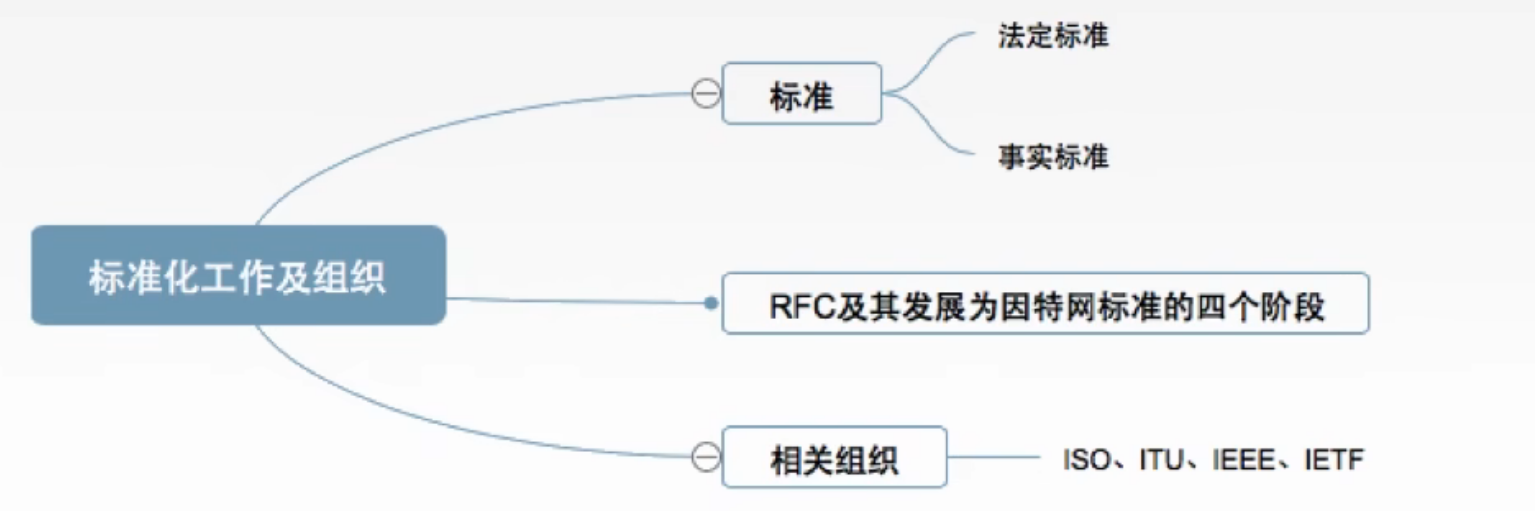 法定标准
标准
事实标准
标准化工作及组织
RFC及其发展为因特网标准的四个阶段
相关组织
ISO、ITU、IEEE、IETF